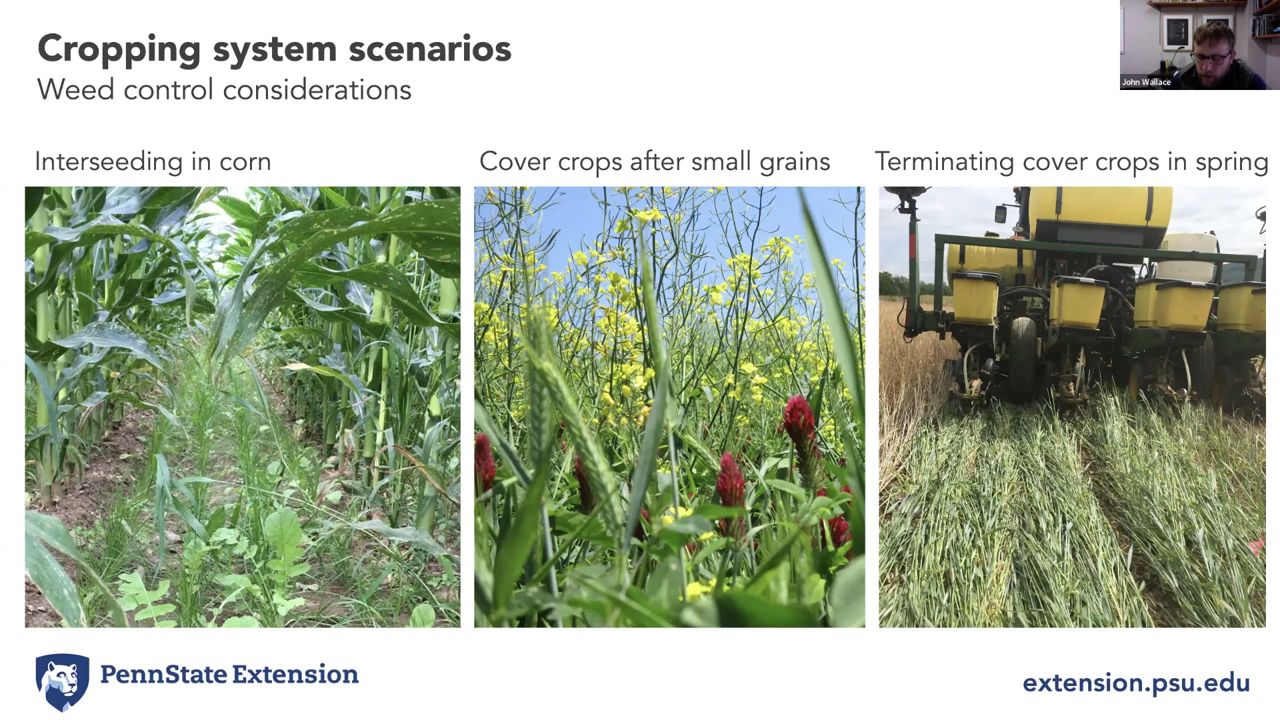 Cropping system scenarios
Weed control considerations
John Wallace
Interseeding in corn
Cover crops after small grains
Terminating cover crops in spring
PennState Extension
extension.psu.edu